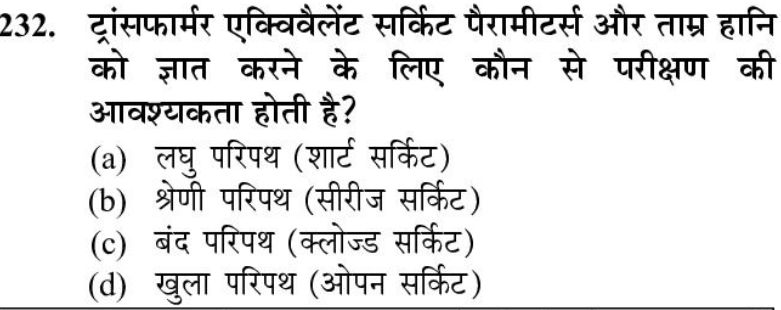 232. ट्रांसफार्मर एक्विवैलेंट सर्किट पैरामीटर्स और ताम्र हानि
को ज्ञात करने के लिए कौन से परीक्षण की
आवश्यकता होती है?
(a) लघु परिपथ (शार्ट सर्किट)
(b) श्रेणी परिपथ (सीरीज सर्किट)
(c) बंद परिपथ (क्लोज्ड सर्किट)
(d) खुला परिपथ (ओपन सर्किट)